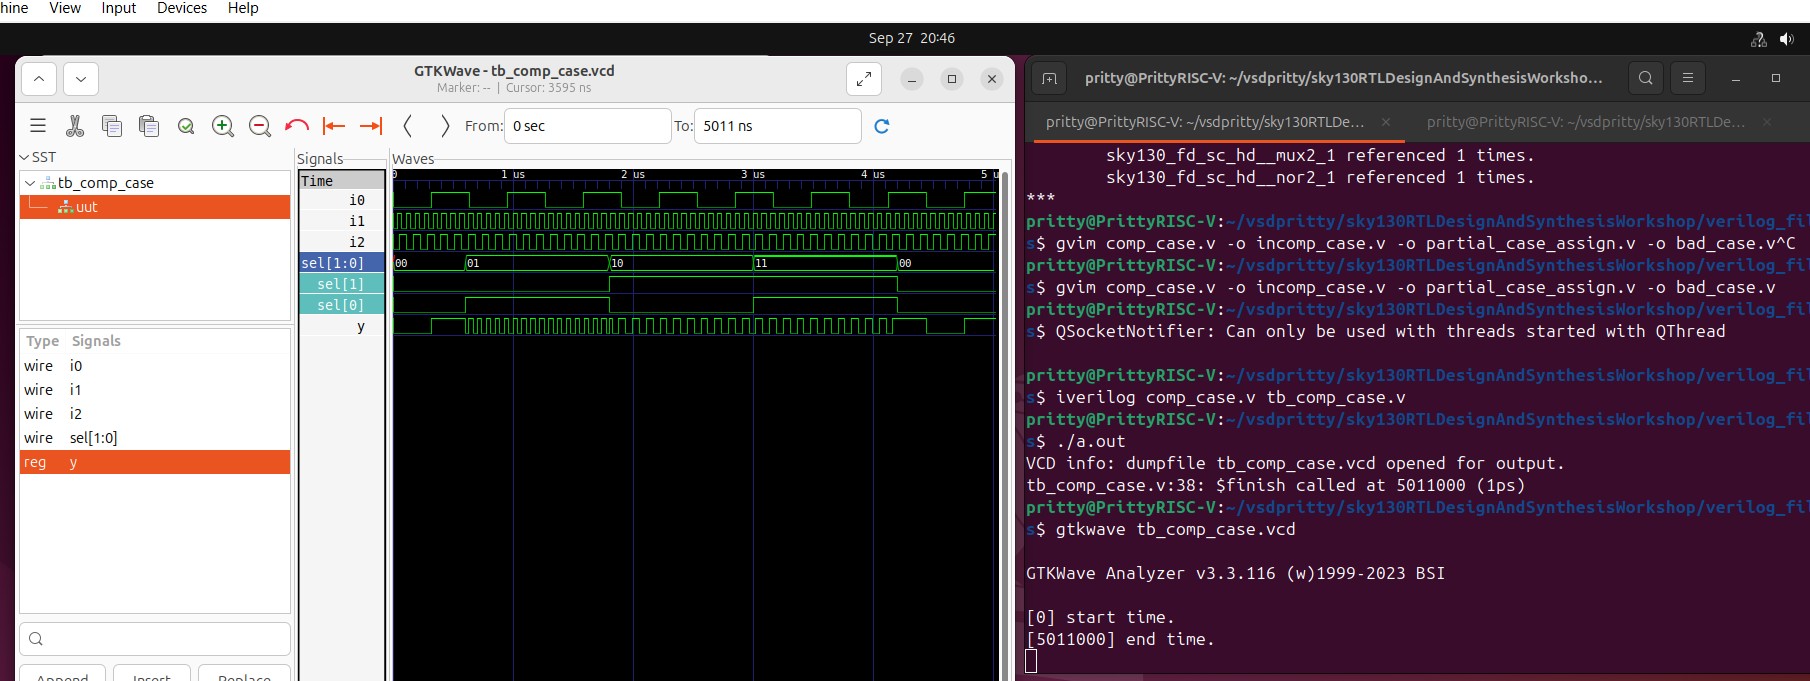 hine View Input Devices Help
Sep 27 20:46
GTKWave - tb_comp_case.vcd
Marker: -- | Cursor: 3595 ns
From: 0 sec To: 5011 ns
SST
tb_comp_case
uut
Type Signals
wire i0
wire i1
wire i2
wire sel[1:0]
reg y
Append Insert Replace
Signals
Time
i0
i1
i2
sel[1:0]
sel[1]
sel[0]
y
Waves
0 1 us 2 us 3 us 4 us 5 u
00 01 10 11 00
pritty@PrittyRISC-V: ~/vsdpritty/sky130RTLDesignAndSynthesisWorksho...
pritty@PrittyRISC-V: ~/vsdpritty/sky130RTLDe... × pritty@PrittyRISC-V: ~/vsdpritty/sky130RTLDe... ×
sky130_fd_sc_hd__mux2_1 referenced 1 times.
sky130_fd_sc_hd__nor2_1 referenced 1 times.
***
pritty@PrittyRISC-V:~/vsdpritty/sky130RTLDesignAndSynthesisWorkshop/verilog_fil
s$ gvim comp_case.v -o incomp_case.v -o partial_case_assign.v -o bad_case.v^C
pritty@PrittyRISC-V:~/vsdpritty/sky130RTLDesignAndSynthesisWorkshop/verilog_fil
s$ gvim comp_case.v -o incomp_case.v -o partial_case_assign.v -o bad_case.v
pritty@PrittyRISC-V:~/vsdpritty/sky130RTLDesignAndSynthesisWorkshop/verilog_fil
s$ QSocketNotifier: Can only be used with threads started with QThread
pritty@PrittyRISC-V:~/vsdpritty/sky130RTLDesignAndSynthesisWorkshop/verilog_fil
s$ iverilog comp_case.v tb_comp_case.v
pritty@PrittyRISC-V:~/vsdpritty/sky130RTLDesignAndSynthesisWorkshop/verilog_fil
s$ ./a.out
VCD info: dumpfile tb_comp_case.vcd opened for output.
tb_comp_case.v:38: $finish called at 5011000 (1ps)
pritty@PrittyRISC-V:~/vsdpritty/sky130RTLDesignAndSynthesisWorkshop/verilog_fil
s$ gtkwave tb_comp_case.vcd
GTKWave Analyzer v3.3.116 (w)1999-2023 BSI
[0] start time.
[5011000] end time.